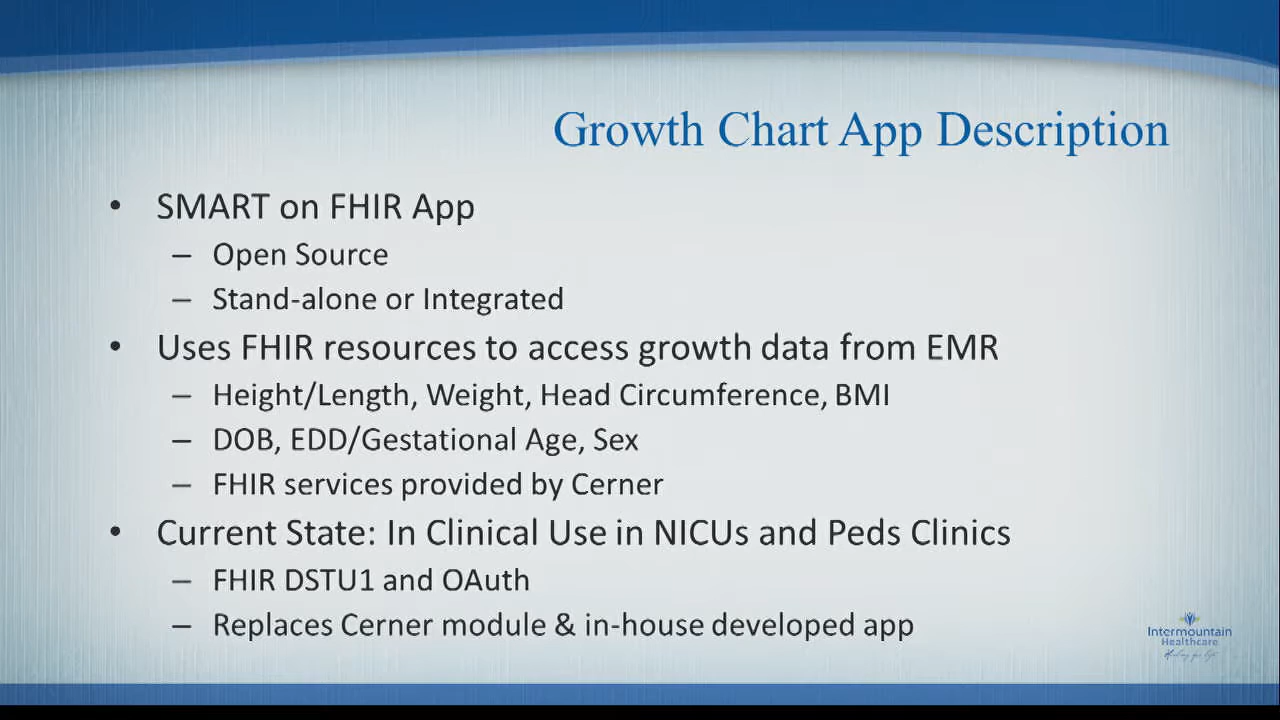 Growth Chart App Description
• SMART on FHIR App
– Open Source
– Stand-alone or Integrated
• Uses FHIR resources to access growth data from EMR
– Height/Length, Weight, Head Circumference, BMI
– DOB, EDD/Gestational Age, Sex
– FHIR services provided by Cerner
• Current State: In Clinical Use in NICUs and Peds Clinics
– FHIR DSTU1 and OAuth
– Replaces Cerner module & in-house developed app
Intermountain
Healthcare
Healing for life